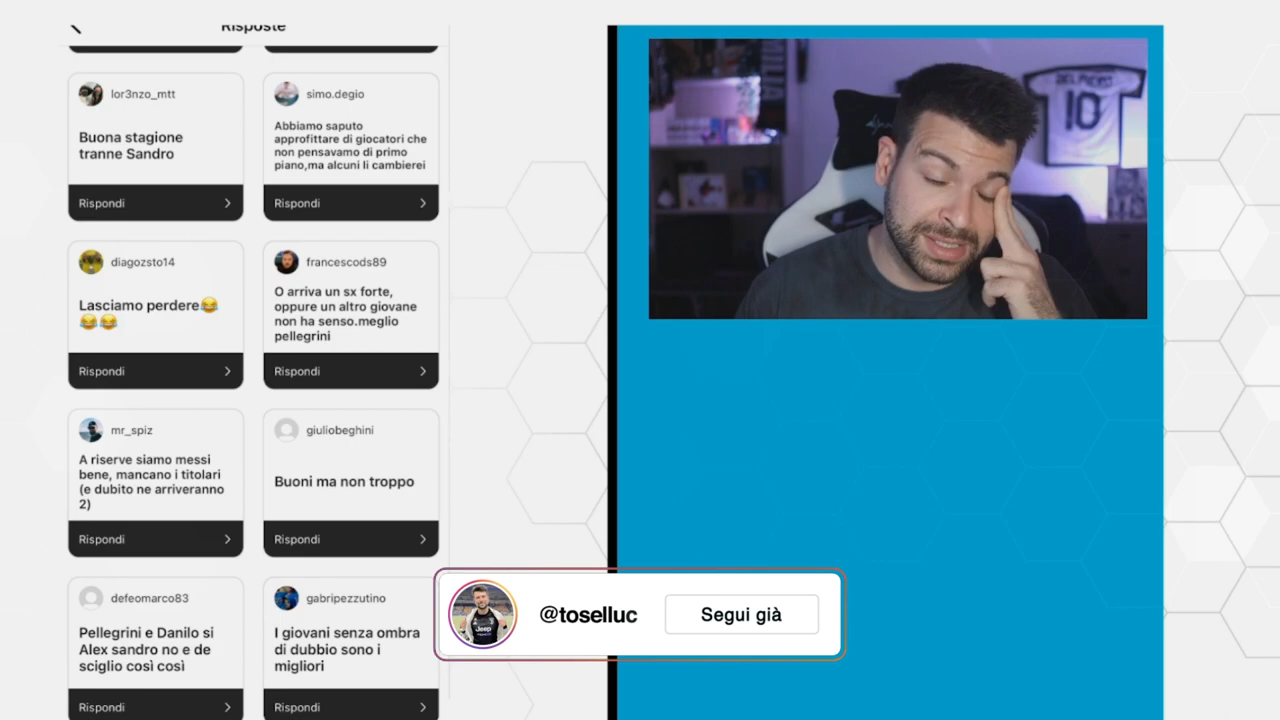 Risposte
lor3nzo_mtt
Buona stagione
tranne Sandro
Rispondi
simo.degio
Abbiamo saputo
approfittare di giocatori che
non pensavamo di primo
piano,ma alcuni li cambierei
Rispondi
diagozsto14
Lasciamo perdere😂
😂😂
Rispondi
francescods89
O arriva un sx forte,
oppure un altro giovane
non ha senso.meglio
pellegrini
Rispondi
mr_spiz
A riserve siamo messi
bene, mancano i titolari
(e dubito ne arriveranno
2)
Rispondi
giuliobeghini
Buoni ma non troppo
Rispondi
defeomarco83
Pellegrini e Danilo si
Alex sandro no e de
sciglio così così
Rispondi
gabripezzutino
I giovani senza ombra
di dubbio sono i
migliori
Rispondi
10
Jeep
@toselluc
Segui già